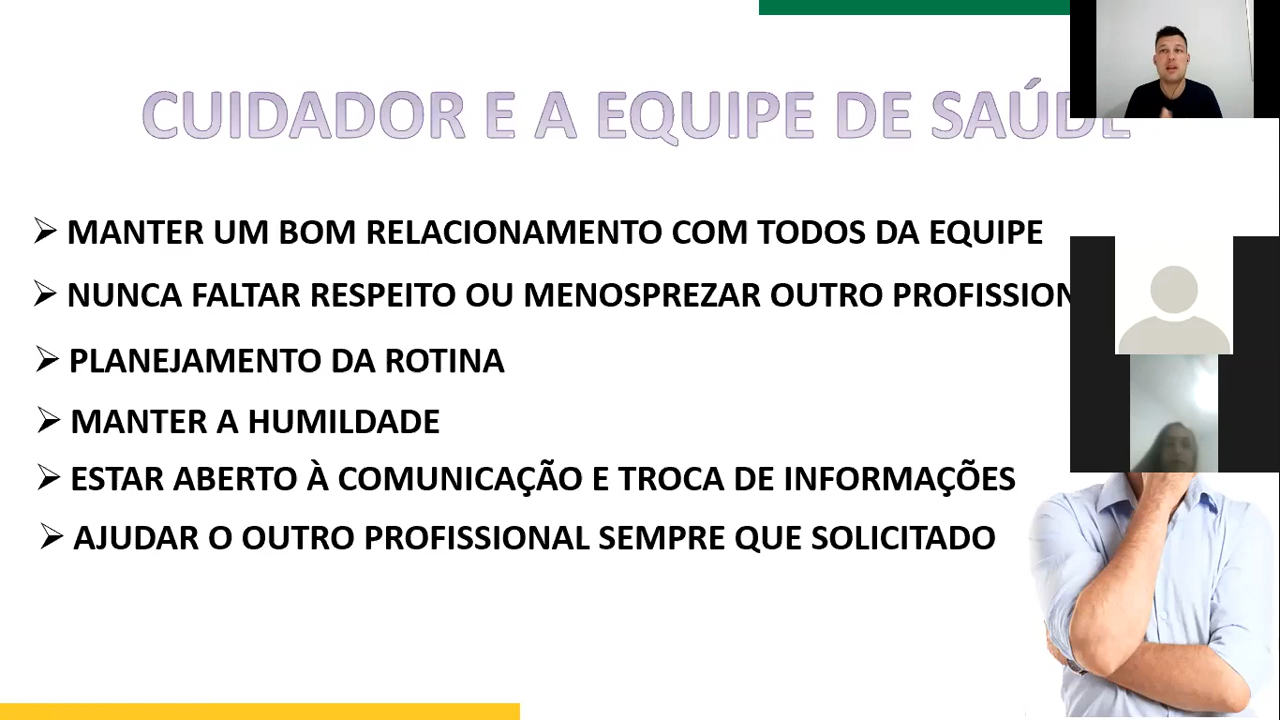 CUIDADOR E A EQUIPE DE SAÚDE
➢ MANTER UM BOM RELACIONAMENTO COM TODOS DA EQUIPE
➢ NUNCA FALTAR RESPEITO OU MENOSPREZAR OUTRO
➢ PLANEJAMENTO DA ROTINA
➢ MANTER A HUMILDADE
➢ ESTAR ABERTO À COMUNICAÇÃO E TROCA DE INFORMAÇÕES
➢ AJUDAR O OUTRO PROFISSIONAL SEMPRE QUE SOLICITADO